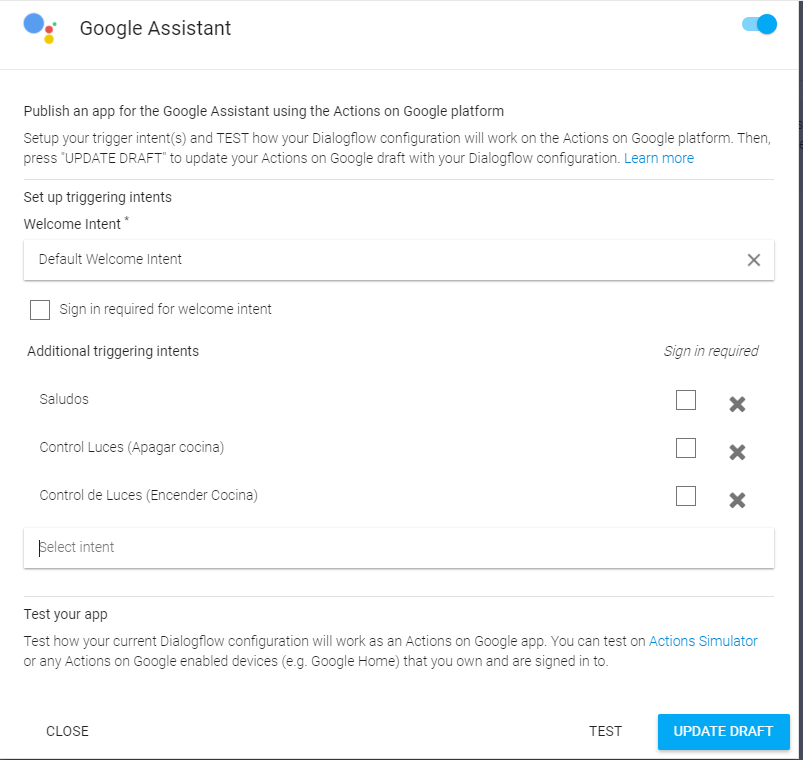 Google Assistant
Publish an app for the Google Assistant using the Actions on Google platform
Setup your trigger intent(s) and TEST how your Dialogflow configuration will work on the Actions on Google platform. Then,
press "UPDATE DRAFT" to update your Actions on Google draft with your Dialogflow configuration. Learn more
Set up triggering intents
Welcome Intent *
Default Welcome Intent
Sign in required for welcome intent
Additional triggering intents Sign in required
Saludos
Control Luces (Apagar cocina)
Control de Luces (Encender Cocina)
Select intent
Test your app
Test how your current Dialogflow configuration will work as an Actions on Google app. You can test on Actions Simulator
or any Actions on Google enabled devices (e.g. Google Home) that you own and are signed in to.
CLOSE TEST UPDATE DRAFT